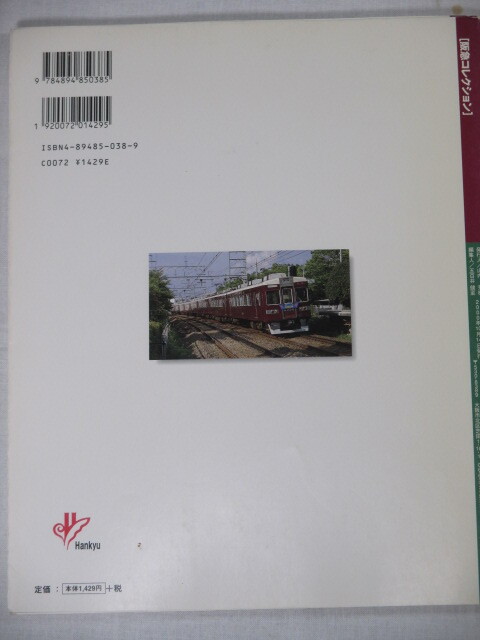 9 784894 850385
1 920072 014295
ISBN4-89485-038-9
C0072 ¥1429E
Hankyu
定価： 本体1,429円 ＋税
[阪急コレクション]